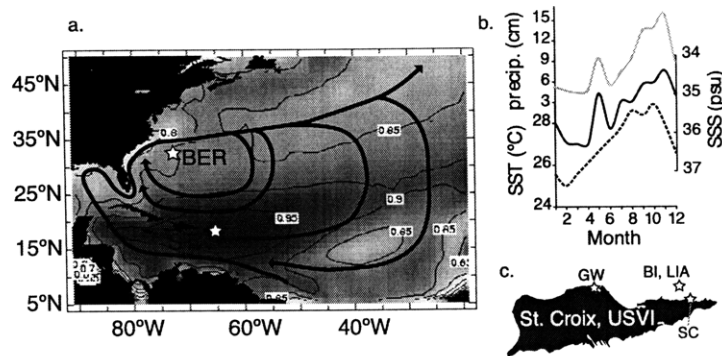 a.
45°N
35°N
25°N
15°N
5°N
80°W
60°W
40°W
0.8
BER
0.85
0.9
0.95
0.85
0.85
b.
precip. (cm)
15
12
9
6
3
SST (°C)
28
26
24
34
35
36
37
SSS (psu)
2
4
6
8
10
12
Month
c.
GW
BI, LIA
St. Croix, USVI
SC